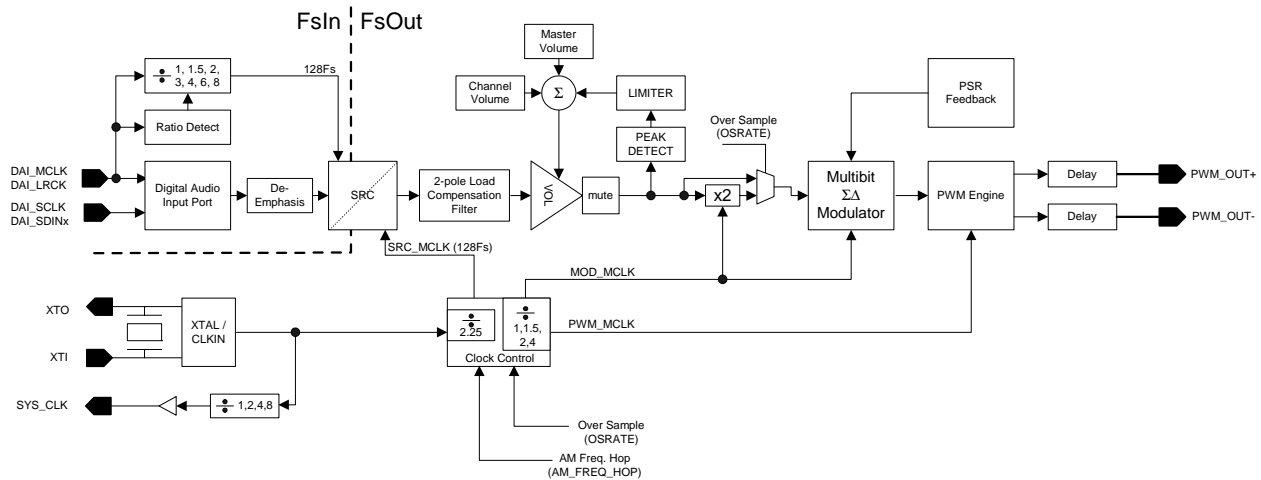 FsIn
FsOut
Master
Volume
÷ 1, 1.5, 2,
3, 4, 6, 8
128Fs
Channel
Volume
Σ
LIMITER
PSR
Feedback
Ratio Detect
Over Sample
(OSRATE)
PEAK
DETECT
DAI_MCLK
DAI_LRCK
DAI_SCLK
DAI_SDINx
Digital Audio
Input Port
De-
Emphasis
SRC
2-pole Load
Compensation
Filter
VOL
mute
x2
Multibit
ΣΔ
Modulator
PWM Engine
Delay
PWM_OUT+
Delay
PWM_OUT-
SRC_MCLK (128Fs)
MOD_MCLK
XTO
XTI
XTAL /
CLKIN
÷
2.25
÷
1,1.5,
2,4
Clock Control
PWM_MCLK
SYS_CLK
÷ 1,2,4,8
Over Sample
(OSRATE)
AM Freq. Hop
(AM_FREQ_HOP)